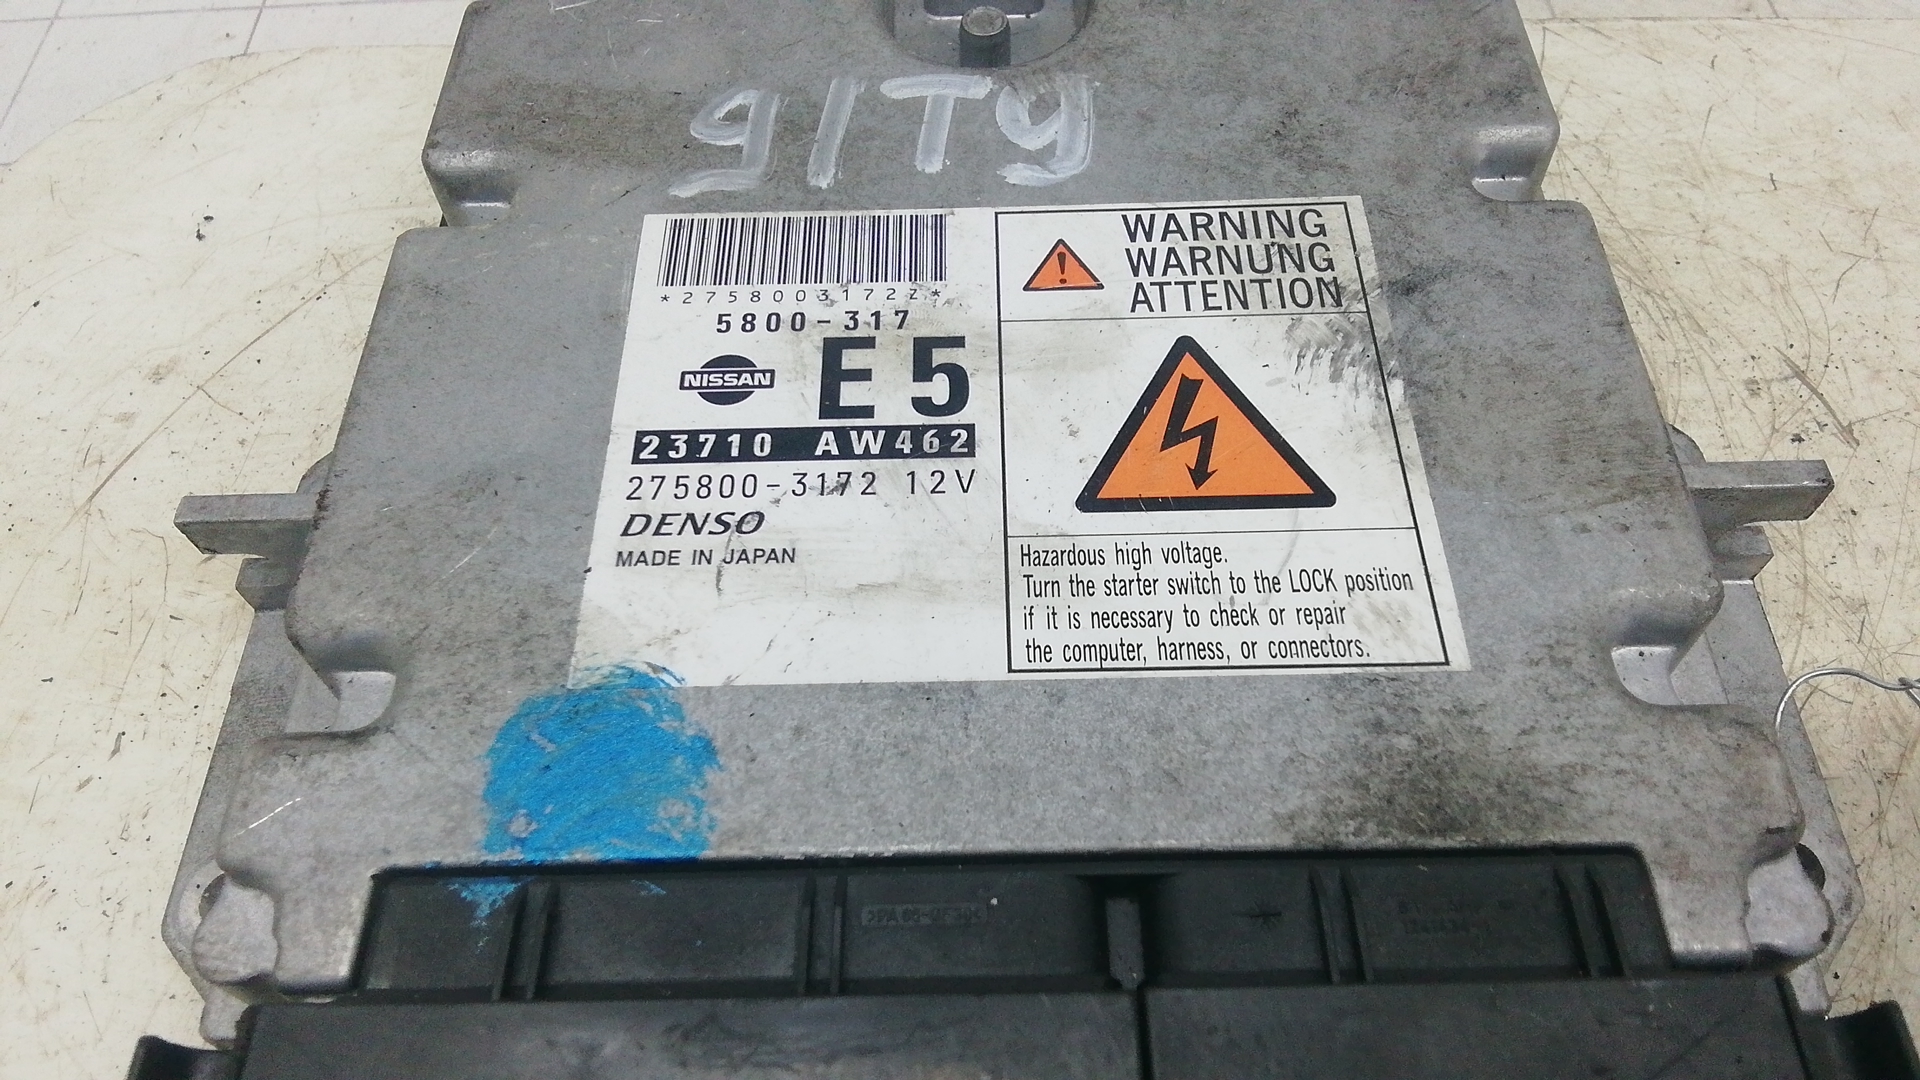 91TY
*2758003172Z*
5800-317
NISSAN
E5
23710 AW462
275800-3172 12V
DENSO
MADE IN JAPAN
WARNING
WARNUNG
ATTENTION
Hazardous high voltage.
Turn the starter switch to the LOCK position
if it is necessary to check or repair
the computer, harness, or connectors.